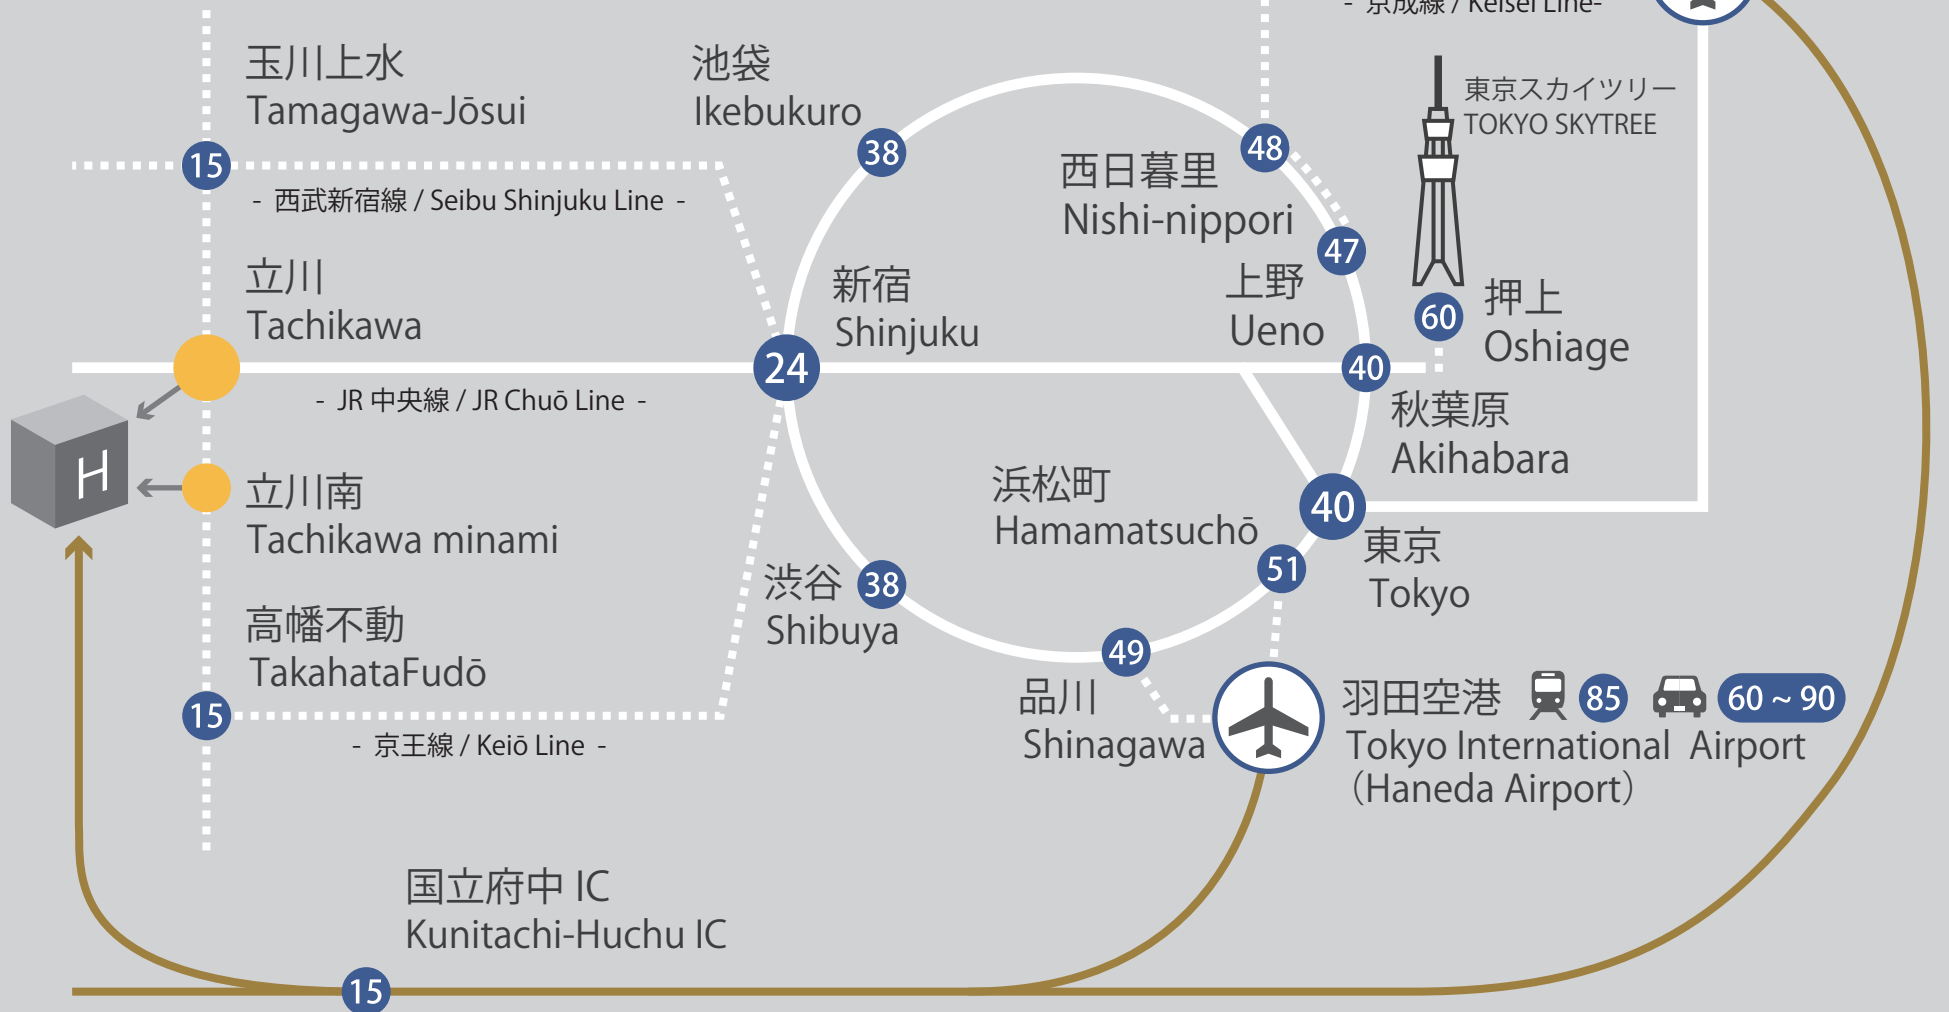 - 京成線 / Keisei Line-
玉川上水
Tamagawa-Jōsui
15
- 西武新宿線 / Seibu Shinjuku Line -
池袋
Ikebukuro
38
西日暮里
Nishi-nippori
48
東京スカイツリー
TOKYO SKYTREE
47
上野
Ueno
60
押上
Oshiage
立川
Tachikawa
- JR 中央線 / JR Chuō Line -
新宿
Shinjuku
24
40
秋葉原
Akihabara
H
立川南
Tachikawa minami
浜松町
Hamamatsuchō
51
40
東京
Tokyo
渋谷
Shibuya
38
高幡不動
TakahataFudō
15
- 京王線 / Keiō Line -
49
品川
Shinagawa
羽田空港 85 60 ~ 90
Tokyo International Airport
（Haneda Airport）
国立府中 IC
Kunitachi-Huchu IC
15